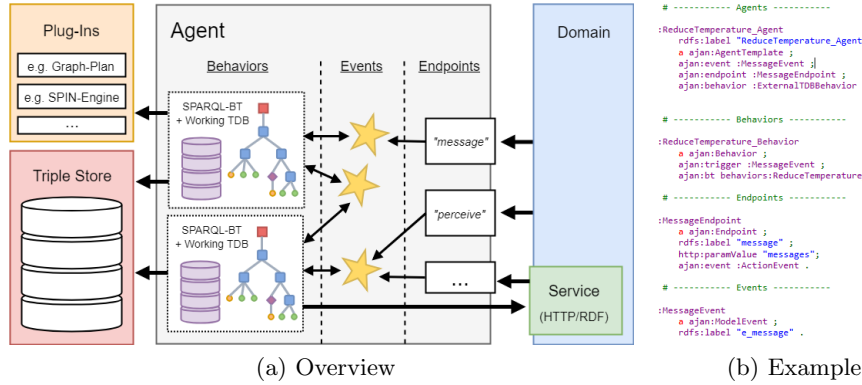 Plug-Ins
e.g. Graph-Plan
e.g. SPIN-Engine
...
Triple Store
Agent
Behaviors
Events
Endpoints
SPARQL-BT
+ Working TDB
SPARQL-BT
+ Working TDB
"message"
"perceive"
...
Domain
Service
(HTTP/RDF)
(a) Overview
# ----------- Agents -----------
:ReduceTemperature_Agent
rdfs:label "ReduceTemperature_Agent
a ajan:AgentTemplate ;
ajan:event :MessageEvent ;
ajan:endpoint :MessageEndpoint ;
ajan:behavior :ExternalTDBBehavior
# ----------- Behaviors -----------
:ReduceTemperature_Behavior
a ajan:Behavior ;
ajan:trigger :MessageEvent ;
ajan:bt behaviors:ReduceTemperature
# ----------- Endpoints -----------
:MessageEndpoint
a ajan:Endpoint ;
rdfs:label "message" ;
http:paramValue "messages";
ajan:event :ActionEvent .
# ----------- Events -----------
:MessageEvent
a ajan:ModelEvent ;
rdfs:label "e_message" .
(b) Example